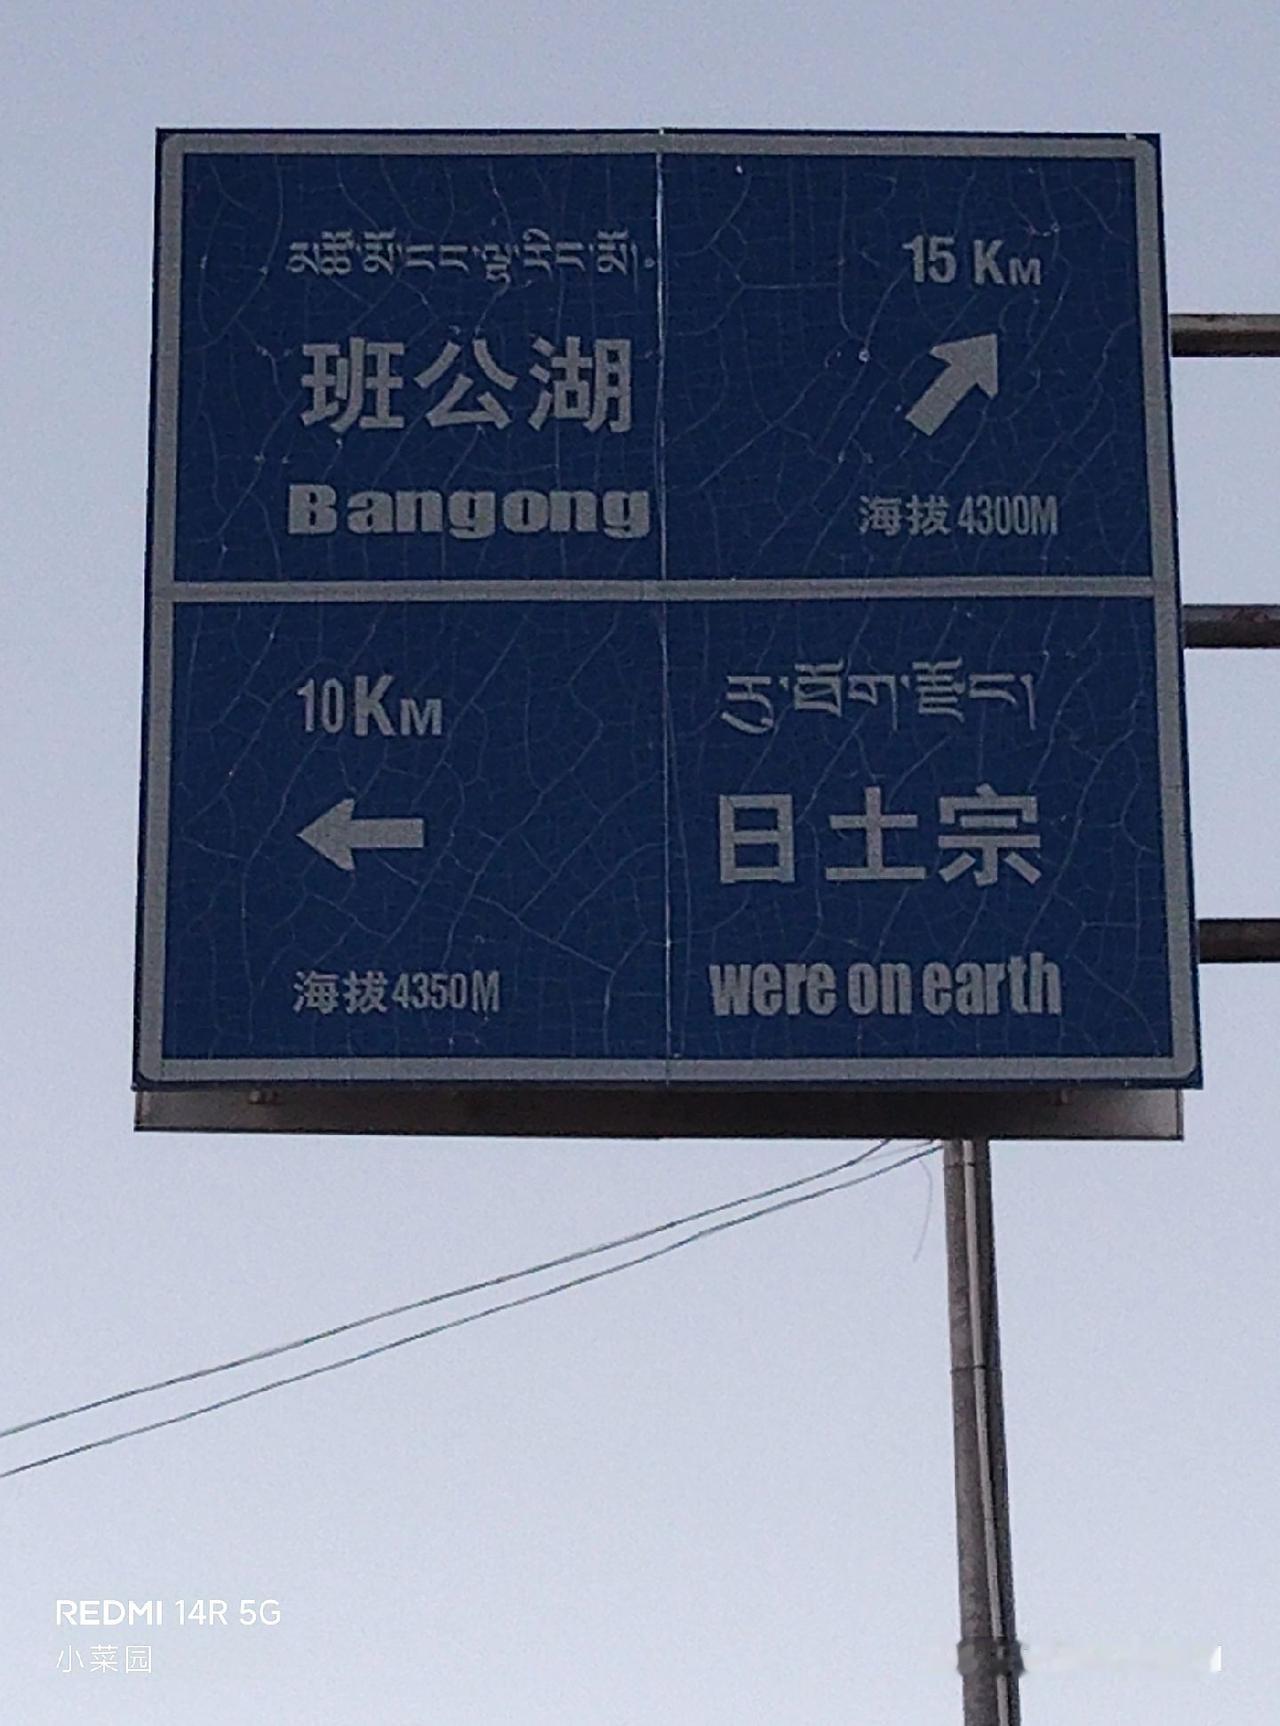 15 KM
班公湖
Bangong
海拔4300M
10KM
རུ་ཐོག་རྫོང།
日土宗
海拔4350M
were on earth
REDMI 14R 5G
小菜园